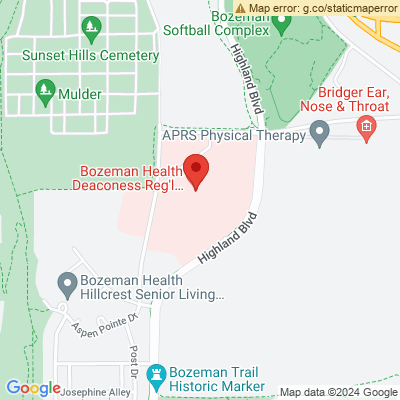 Map error: g.co/staticmaperror
Bozeman
Softball Complex
Sunset Hills Cemetery
Highland Blvd
Mulder
Bridger Ear,
Nose & Throat
APRS Physical Therapy
Bozeman Health
Deaconess Reg'l...
Highland Blvd
Bozeman Health
Hillcrest Senior Living...
Aspen Pointe Dr
Post Dr
Bozeman Trail
Historic Marker
Josephine Alley
Google
Map data ©2024 Google